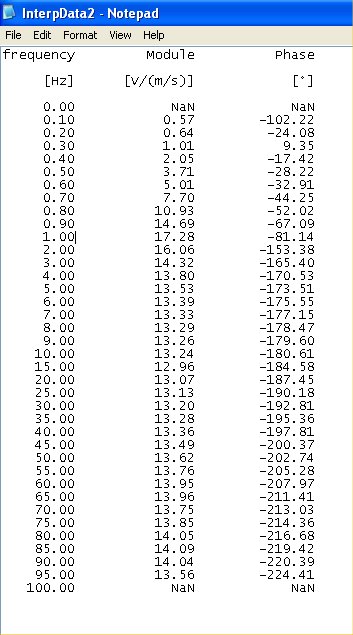 InterpData2 - Notepad
File Edit Format View Help
frequency Module Phase
[Hz] [V/(m/s)] [°]
0.00 NaN NaN
0.10 0.57 -102.22
0.20 0.64 -24.08
0.30 1.01 9.35
0.40 2.05 -17.42
0.50 3.71 -28.22
0.60 5.01 -32.91
0.70 7.70 -44.25
0.80 10.93 -52.02
0.90 14.69 -67.09
1.00 17.28 -81.14
2.00 16.06 -153.38
3.00 14.32 -165.40
4.00 13.80 -170.53
5.00 13.53 -173.51
6.00 13.39 -175.55
7.00 13.33 -177.15
8.00 13.29 -178.47
9.00 13.26 -179.60
10.00 13.24 -180.61
15.00 12.96 -184.58
20.00 13.07 -187.45
25.00 13.13 -190.18
30.00 13.20 -192.81
35.00 13.28 -195.36
40.00 13.36 -197.81
45.00 13.49 -200.37
50.00 13.62 -202.74
55.00 13.76 -205.28
60.00 13.95 -207.97
65.00 13.96 -211.41
70.00 13.75 -213.03
75.00 13.85 -214.36
80.00 14.05 -216.68
85.00 14.09 -219.42
90.00 14.04 -220.39
95.00 13.56 -224.41
100.00 NaN NaN